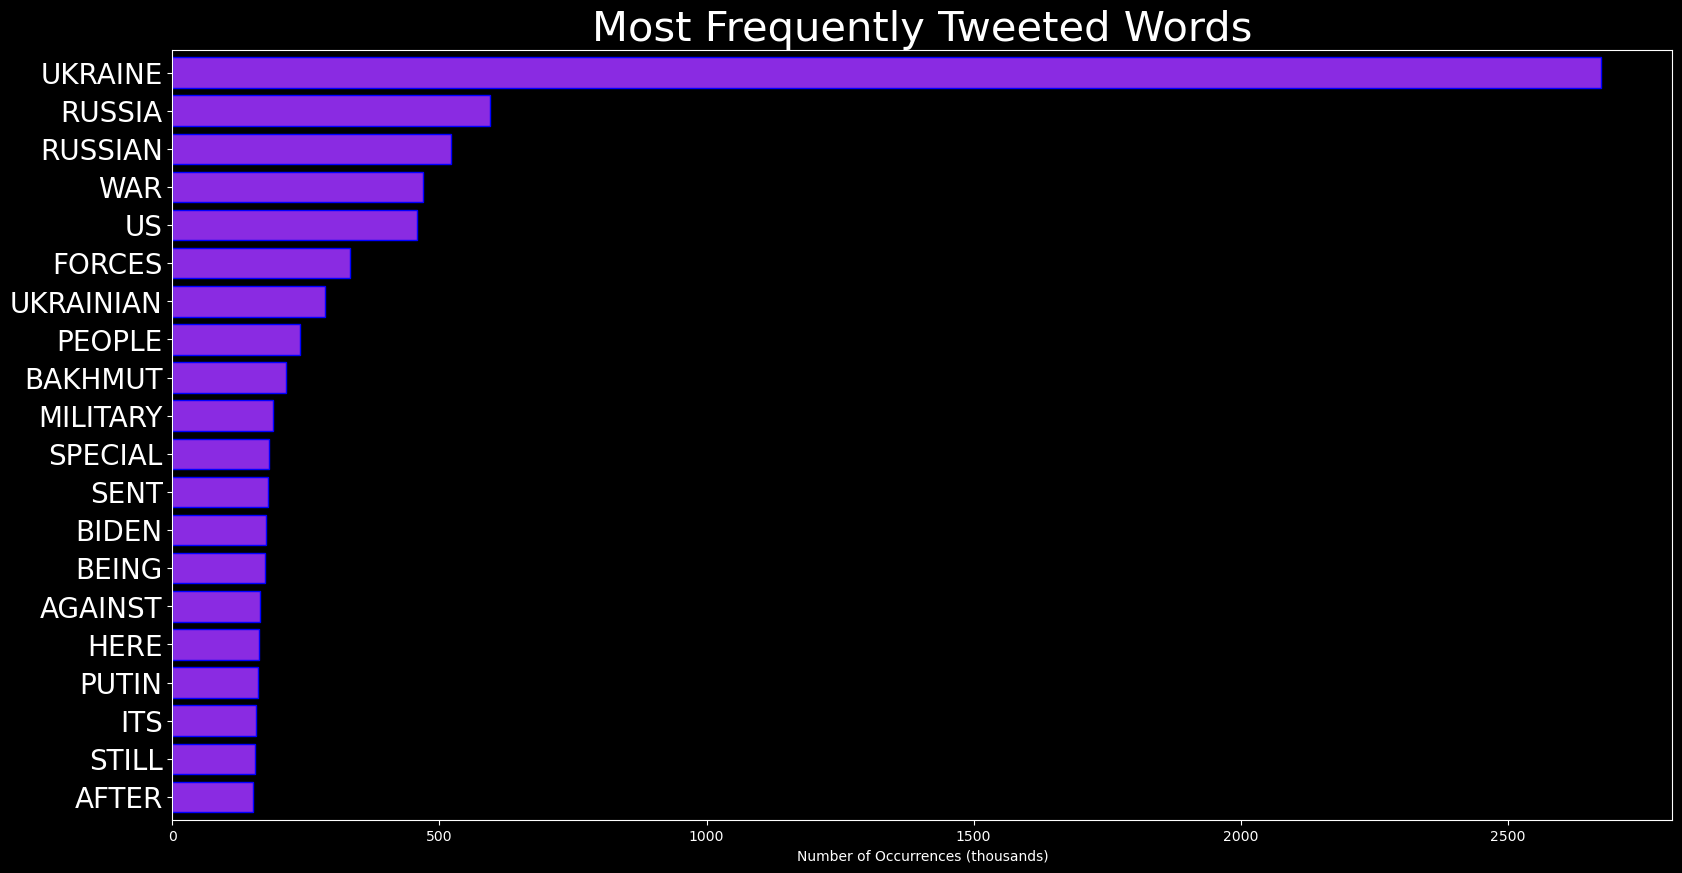 Most Frequently Tweeted Words
UKRAINE
RUSSIA
RUSSIAN
WAR
US
FORCES
UKRAINIAN
PEOPLE
BAKHMUT
MILITARY
SPECIAL
SENT
BIDEN
BEING
AGAINST
HERE
PUTIN
ITS
STILL
AFTER
0 500 1000 1500 2000 2500
Number of Occurrences (thousands)